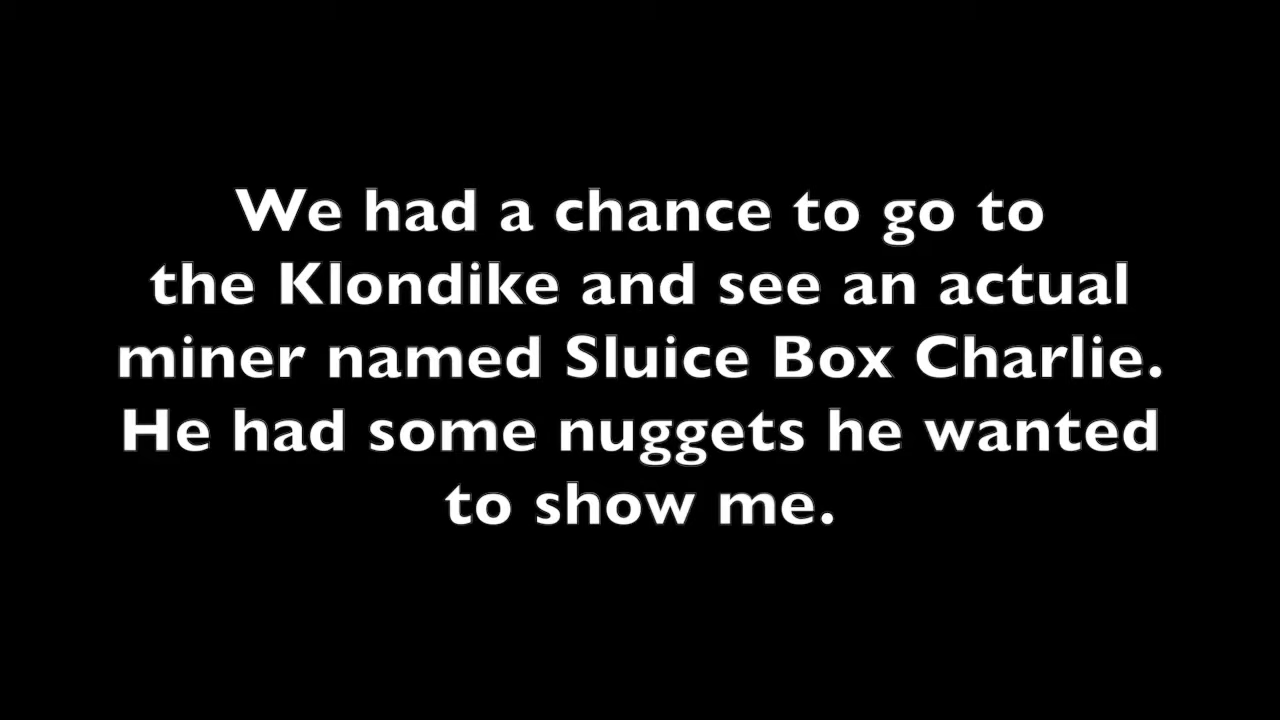 We had a chance to go to
the Klondike and see an actual
miner named Sluice Box Charlie.
He had some nuggets he wanted
to show me.